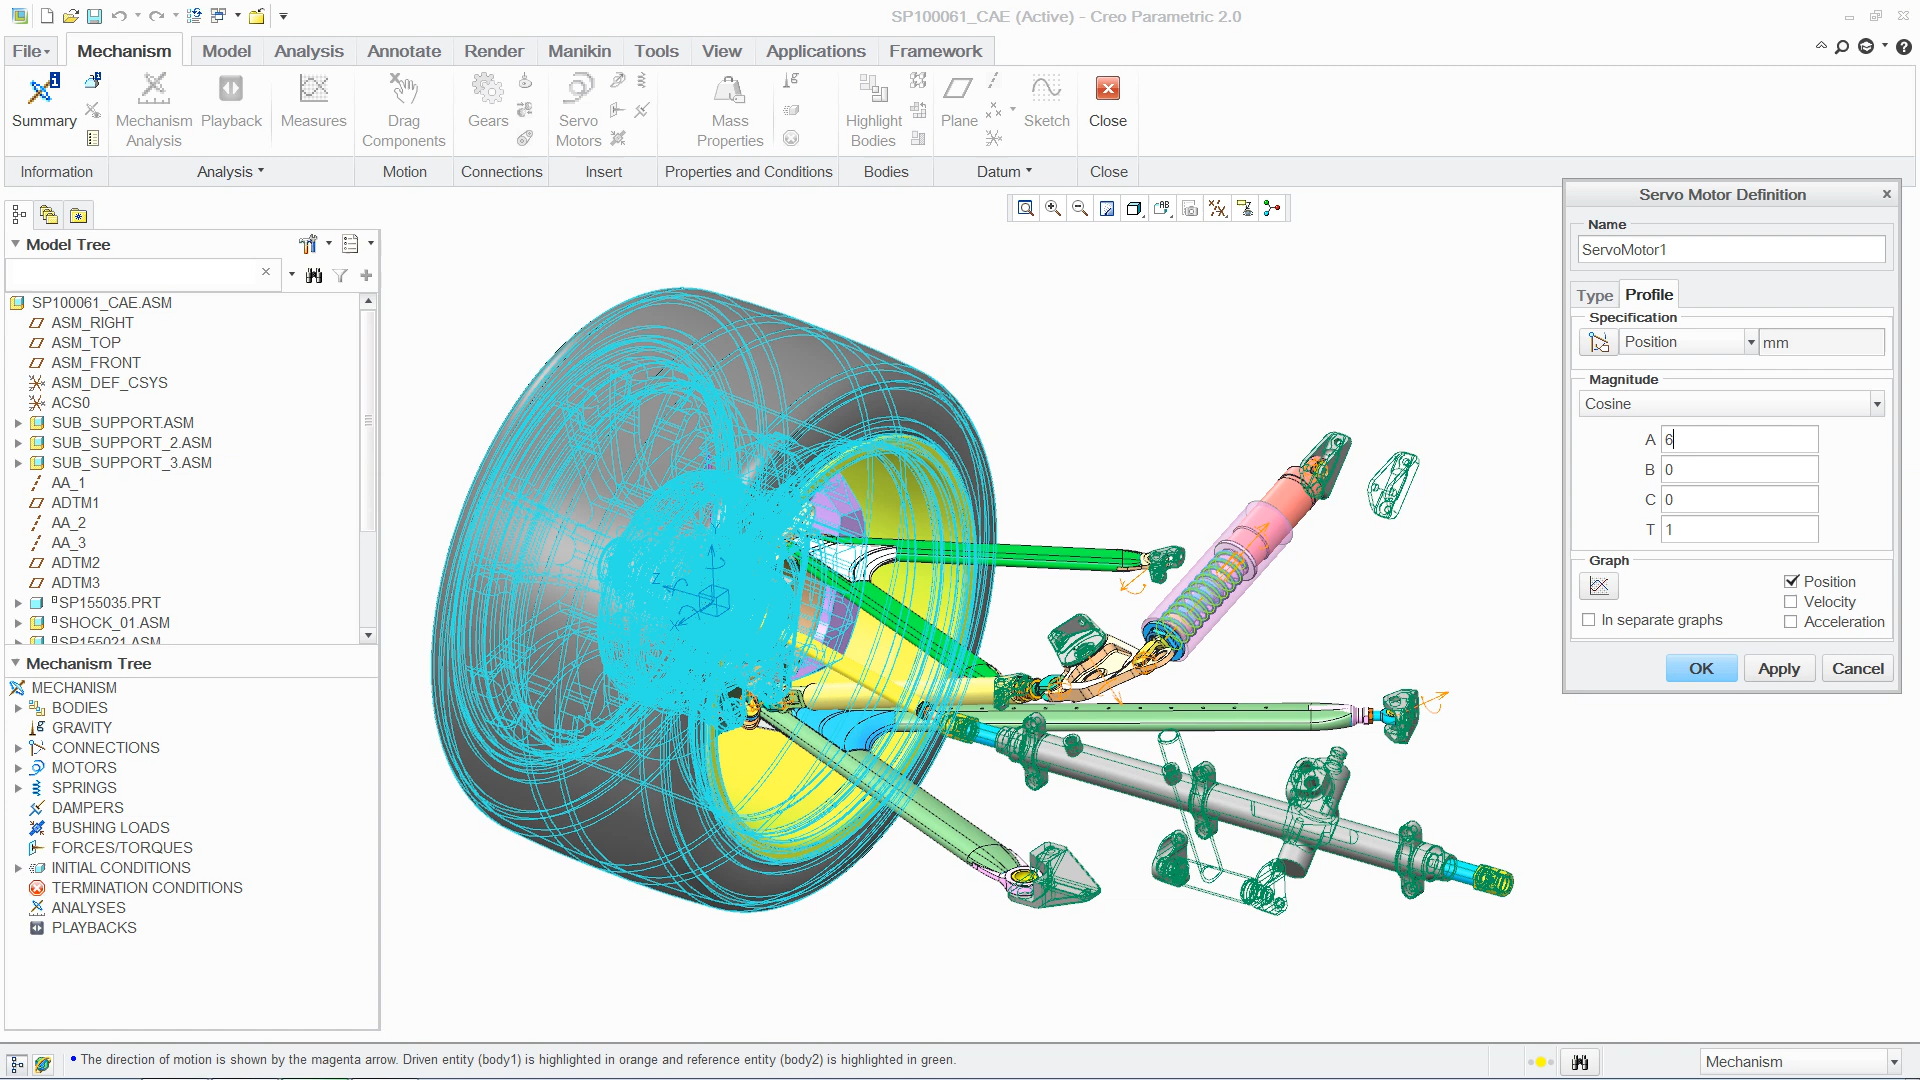 SP100061_CAE (Active) - Creo Parametric 2.0
File Mechanism Model Analysis Annotate Render Manikin Tools View Applications Framework
Summary
Mechanism Analysis
Playback
Measures
Drag Components
Gears
Servo Motors
Mass Properties
Highlight Bodies
Plane
Sketch
Close
Information Analysis Motion Connections Insert Properties and Conditions Bodies Datum Close
Model Tree
SP100061_CAE.ASM
ASM_RIGHT
ASM_TOP
ASM_FRONT
ASM_DEF_CSYS
ACS0
SUB_SUPPORT.ASM
SUB_SUPPORT_2.ASM
SUB_SUPPORT_3.ASM
AA_1
ADTM1
AA_2
AA_3
ADTM2
ADTM3
SP155035.PRT
SHOCK_01.ASM
SP155021.ASM
Mechanism Tree
MECHANISM
BODIES
GRAVITY
CONNECTIONS
MOTORS
SPRINGS
DAMPERS
BUSHING LOADS
FORCES/TORQUES
INITIAL CONDITIONS
TERMINATION CONDITIONS
ANALYSES
PLAYBACKS
Servo Motor Definition
Name
ServoMotor1
Type Profile
Specification
Position mm
Magnitude
Cosine
A 6
B 0
C 0
T 1
Graph
Position
Velocity
In separate graphs
Acceleration
OK Apply Cancel
The direction of motion is shown by the magenta arrow. Driven entity (body1) is highlighted in orange and reference entity (body2) is highlighted in green.
Mechanism